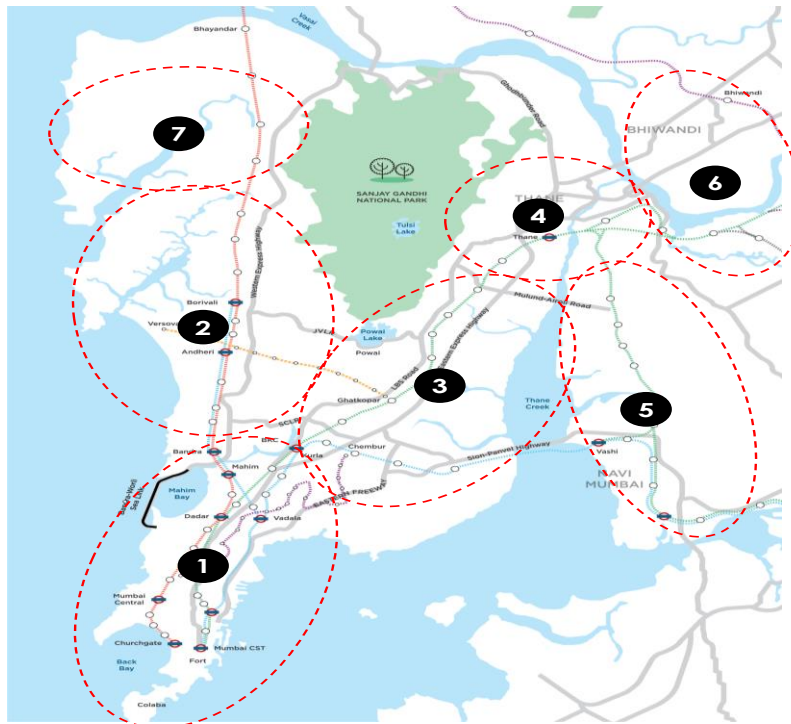 Vasai
Creek
Bhayandar
Ghodhbunder Road
Bhiwandi
BHIWANDI
7
SANJAY GANDHI
NATIONAL PARK
6
THANE
4
Tulsi
Lake
Thane
Western Express Highway
Borivali
Mulund-Airoli Road
2
Versova
JVLR
Powai
Lake
Powai
Eastern Express Highway
Andheri
3
LBS Road
Ghatkopar
Thane
Creek
5
SCLR
BKC
Bandra
Kurla
Chembur
Sion-Panvel Highway
Vashi
Mahim
NAVI
MUMBAI
Bandra-Worli
Sea Link
Mahim
Bay
EASTERN FREEWAY
Dadar
Vadala
1
Mumbai
Central
Churchgate
Mumbai CST
Back
Bay
Fort
Colaba